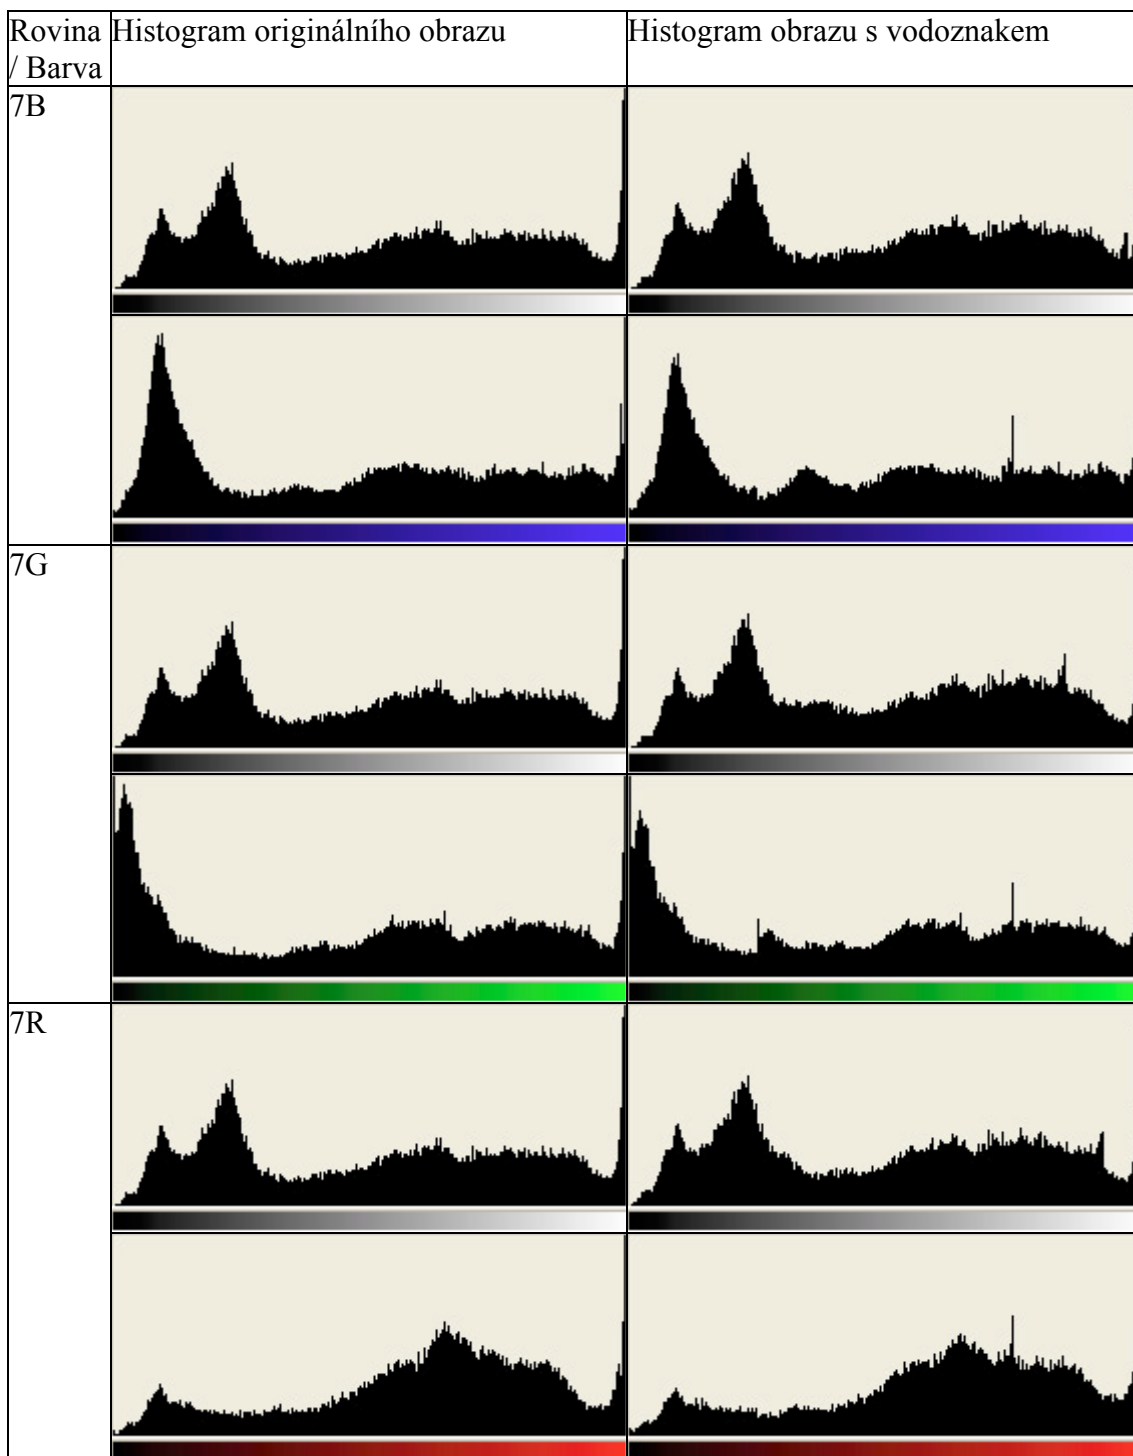 Rovina / Barva
Histogram originálního obrazu
Histogram obrazu s vodoznakem
7B
7G
7R